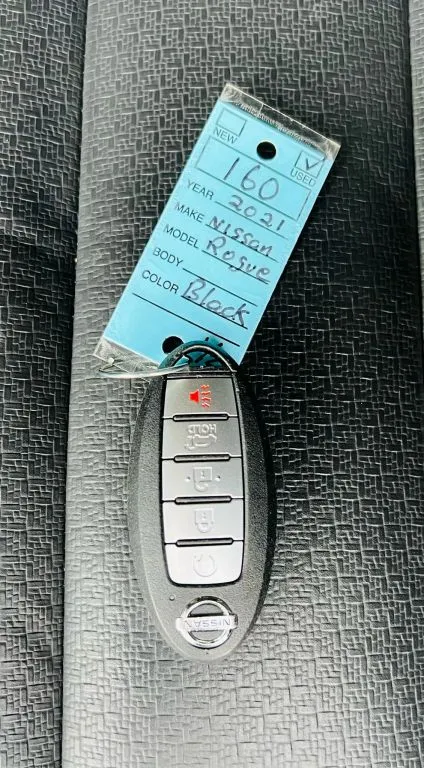 NEW
USED
160
YEAR 2021
MAKE Nissan
MODEL Rogue
BODY
COLOR Black
HOLD
NISSAN